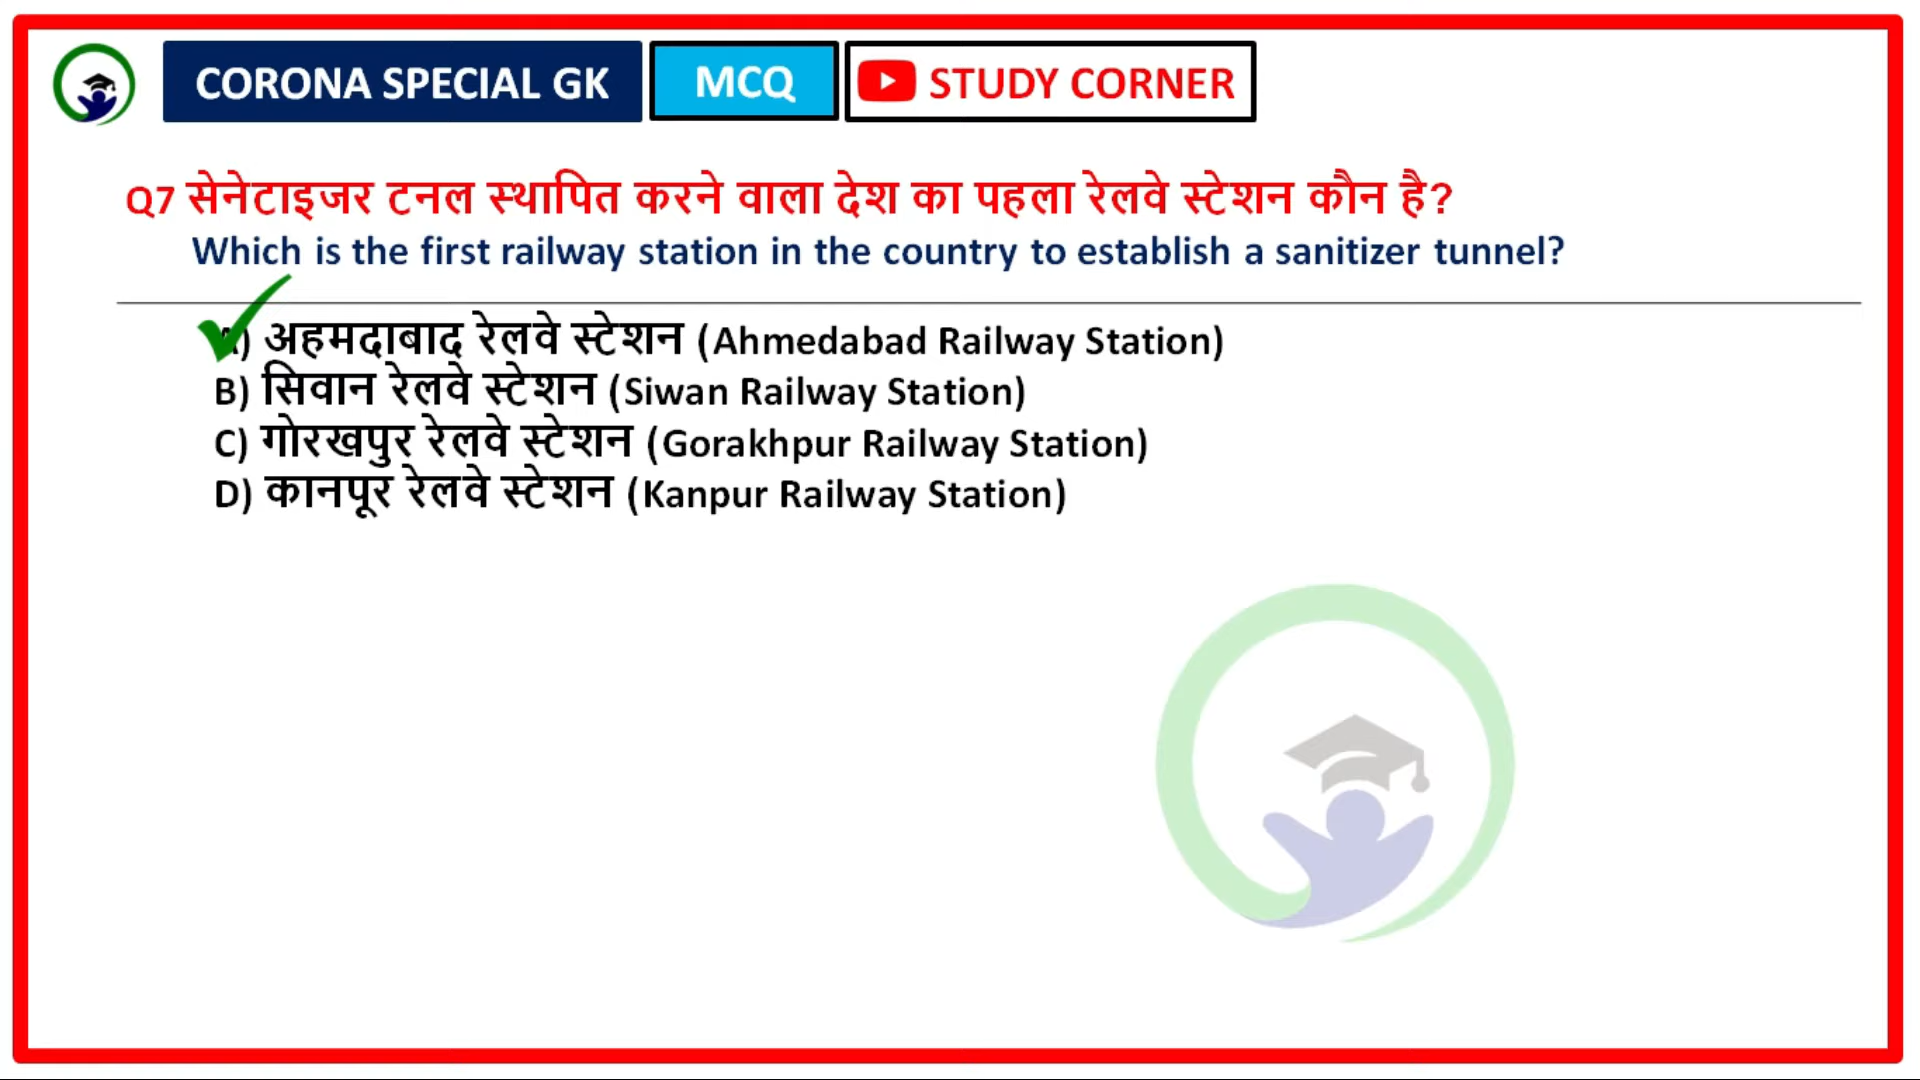 CORONA SPECIAL GK MCQ STUDY CORNER
Q7 सेनेटाइजर टनल स्थापित करने वाला देश का पहला रेलवे स्टेशन कौन है?
Which is the first railway station in the country to establish a sanitizer tunnel?
A) अहमदाबाद रेलवे स्टेशन (Ahmedabad Railway Station)
B) सिवान रेलवे स्टेशन (Siwan Railway Station)
C) गोरखपुर रेलवे स्टेशन (Gorakhpur Railway Station)
D) कानपूर रेलवे स्टेशन (Kanpur Railway Station)